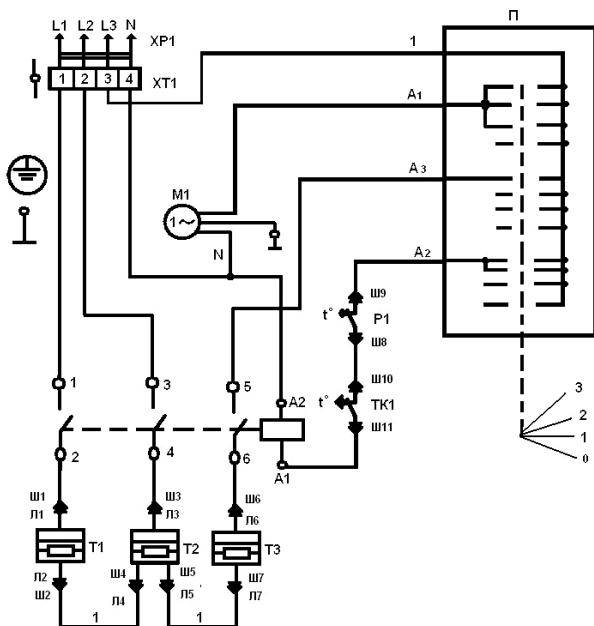 L1 L2 L3 N
XP1
П
1 2 3 4
XT1
1
A1
A3
M1
1~
N
A2
Ш9
t° P1
Ш8
Ш10
t° TK1
Ш11
1 3 5
A2
2 4 6
A1
3
2
1
0
Ш1 Ш3 Ш6
Л1 Л3 Л6
T1 T2 T3
Л2 Ш4 Ш5 Ш7
Ш2 Л4 Л5 Л7
1 1